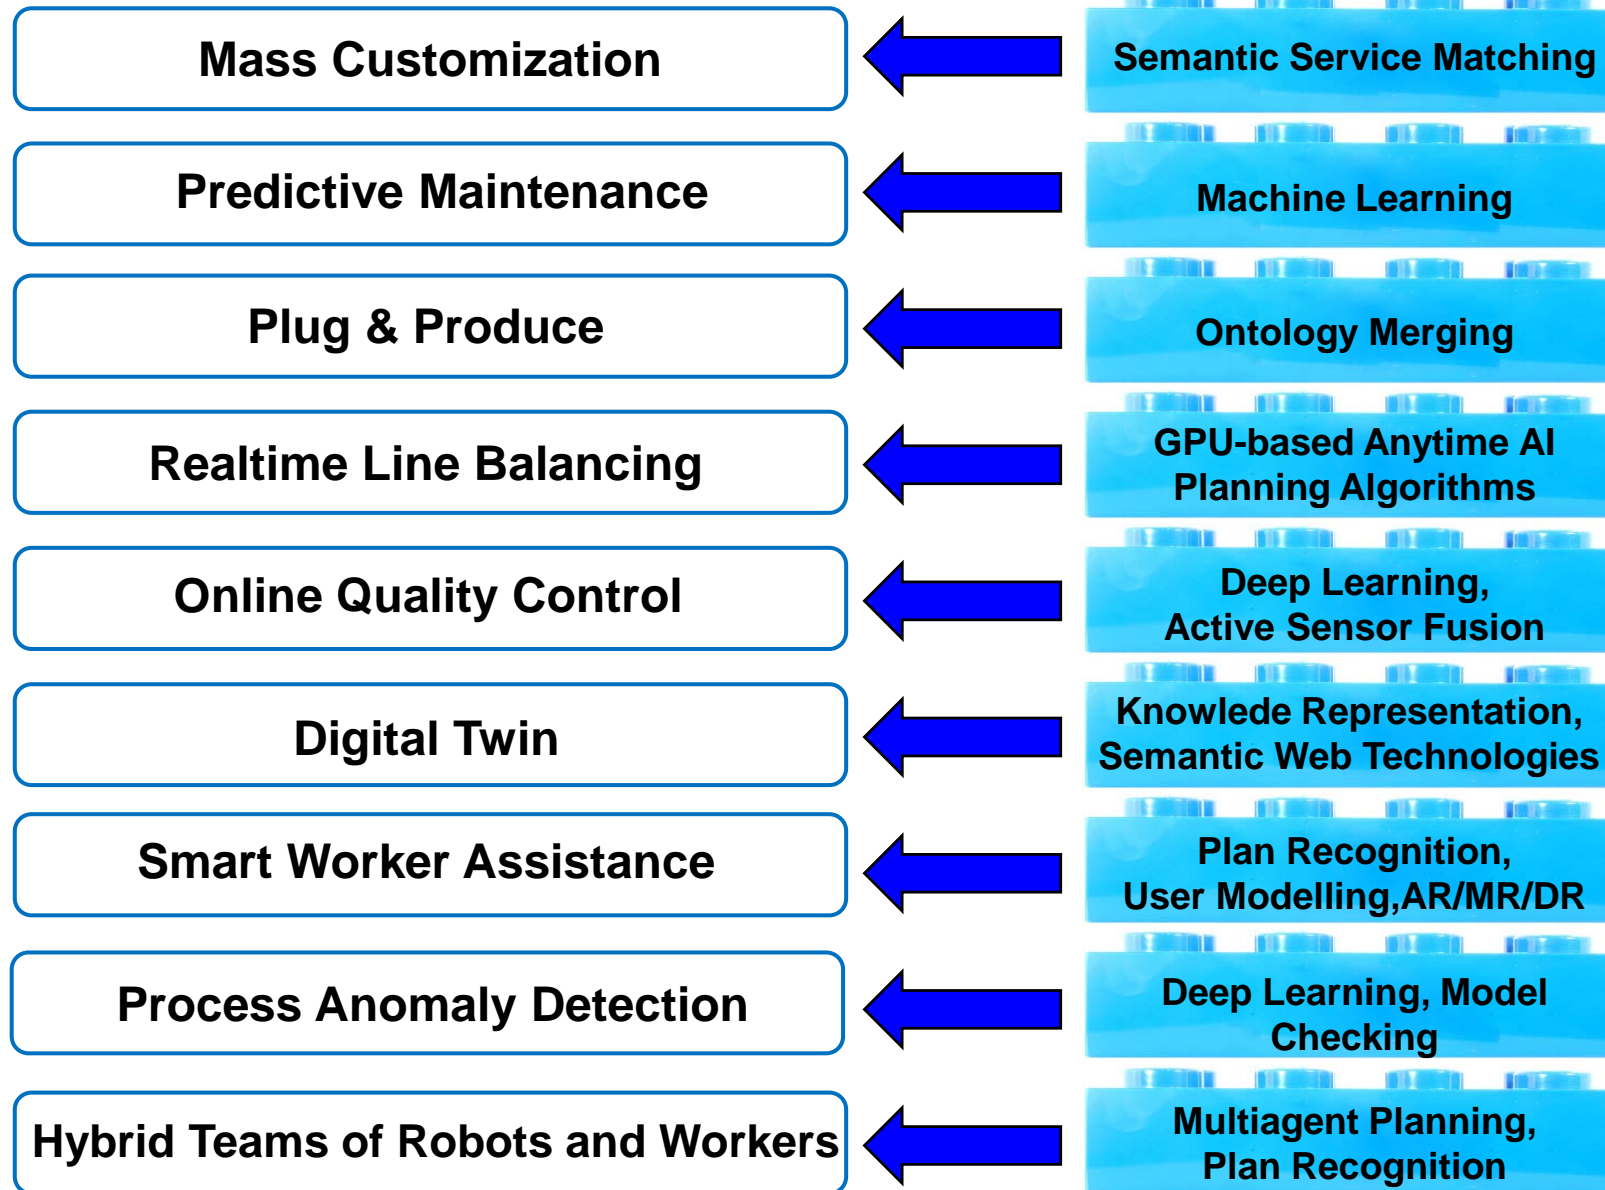 Mass Customization
Semantic Service Matching
Predictive Maintenance
Machine Learning
Plug & Produce
Ontology Merging
Realtime Line Balancing
GPU-based Anytime AI
Planning Algorithms
Online Quality Control
Deep Learning,
Active Sensor Fusion
Digital Twin
Knowlede Representation,
Semantic Web Technologies
Smart Worker Assistance
Plan Recognition,
User Modelling,AR/MR/DR
Process Anomaly Detection
Deep Learning, Model
Checking
Hybrid Teams of Robots and Workers
Multiagent Planning,
Plan Recognition